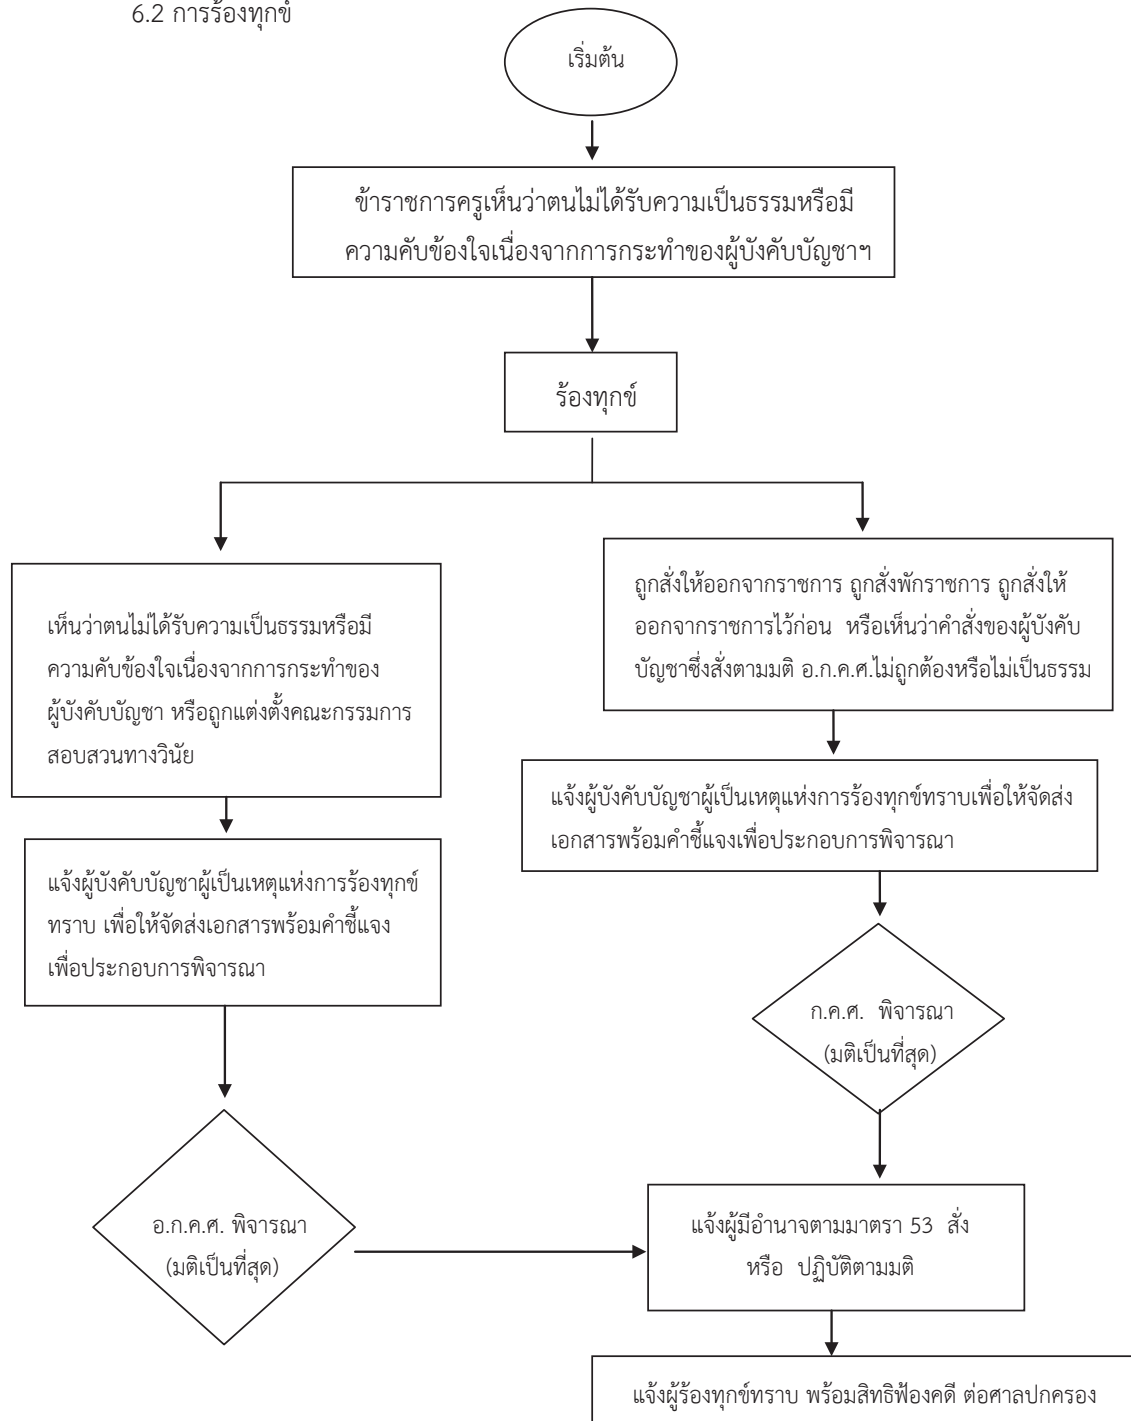 6.2 การร้องทุกข์
เริ่มต้น
ข้าราชการครูเห็นว่าตนไม่ได้รับความเป็นธรรมหรือมี
ความคับข้องใจเนื่องจากการกระทำของผู้บังคับบัญชาฯ
ร้องทุกข์
เห็นว่าตนไม่ได้รับความเป็นธรรมหรือมี
ความคับข้องใจเนื่องจากการกระทำของ
ผู้บังคับบัญชา หรือถูกแต่งตั้งคณะกรรมการ
สอบสวนทางวินัย
แจ้งผู้บังคับบัญชาผู้เป็นเหตุแห่งการร้องทุกข์
ทราบ เพื่อให้จัดส่งเอกสารพร้อมคำชี้แจง
เพื่อประกอบการพิจารณา
อ.ก.ค.ศ. พิจารณา
(มติเป็นที่สุด)
ถูกสั่งให้ออกจากราชการ ถูกสั่งพักราชการ ถูกสั่งให้
ออกจากราชการไว้ก่อน หรือเห็นว่าคำสั่งของผู้บังคับ
บัญชาซึ่งสั่งตามมติ อ.ก.ค.ศ.ไม่ถูกต้องหรือไม่เป็นธรรม
แจ้งผู้บังคับบัญชาผู้เป็นเหตุแห่งการร้องทุกข์ทราบเพื่อให้จัดส่ง
เอกสารพร้อมคำชี้แจงเพื่อประกอบการพิจารณา
ก.ค.ศ. พิจารณา
(มติเป็นที่สุด)
แจ้งผู้มีอำนาจตามมาตรา 53 สั่ง
หรือ ปฏิบัติตามมติ
แจ้งผู้ร้องทุกข์ทราบ พร้อมสิทธิฟ้องคดี ต่อศาลปกครอง